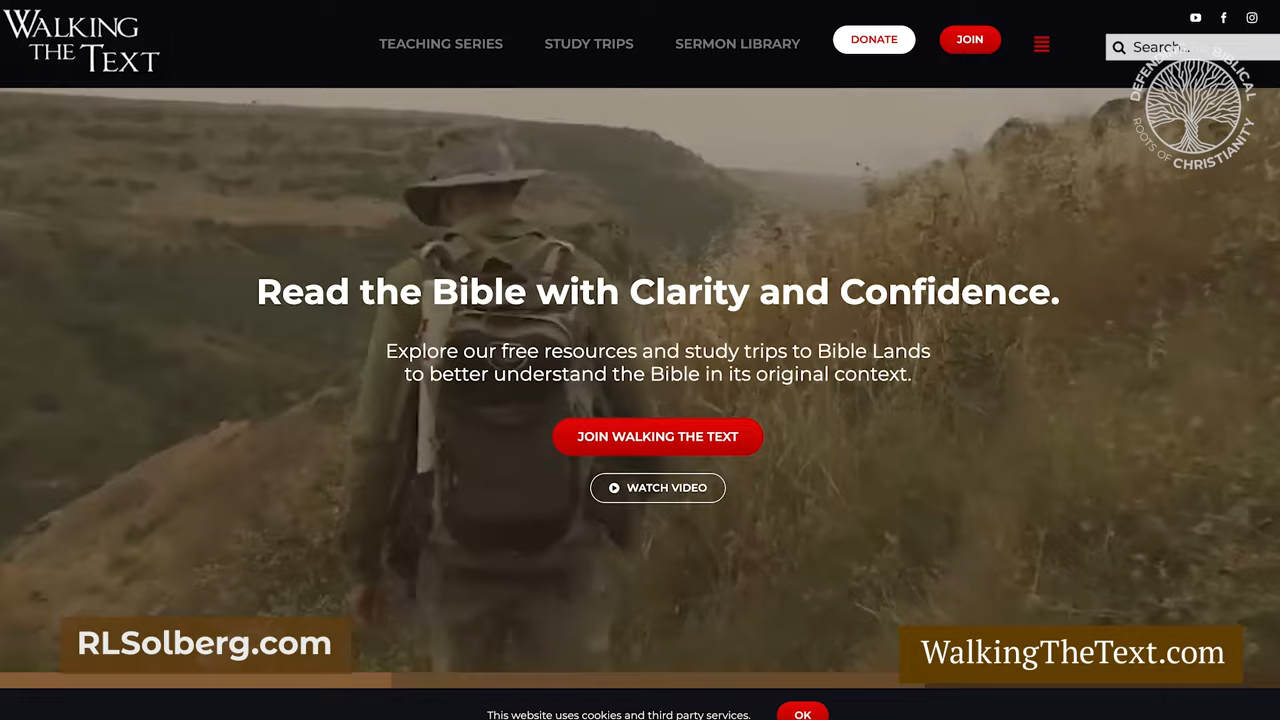 WALKING
THE TEXT
TEACHING SERIES
STUDY TRIPS
SERMON LIBRARY
DONATE
JOIN
Search...
DEFENDING THE BIBLICAL
ROOTS OF CHRISTIANITY
Read the Bible with Clarity and Confidence.
Explore our free resources and study trips to Bible Lands
to better understand the Bible in its original context.
JOIN WALKING THE TEXT
WATCH VIDEO
RLSolberg.com
WalkingTheText.com
This website uses cookies and third party services.
OK